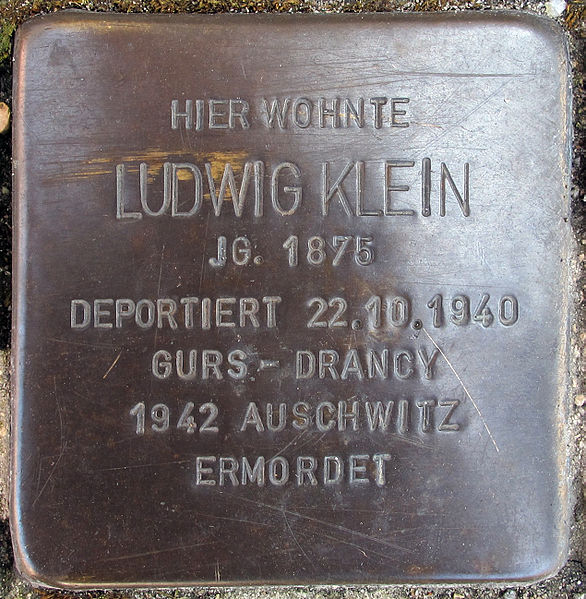 HIER WOHNTE
LUDWIG KLEIN
JG. 1875
DEPORTIERT 22.10.1940
GURS - DRANCY
1942 AUSCHWITZ
ERMORDET